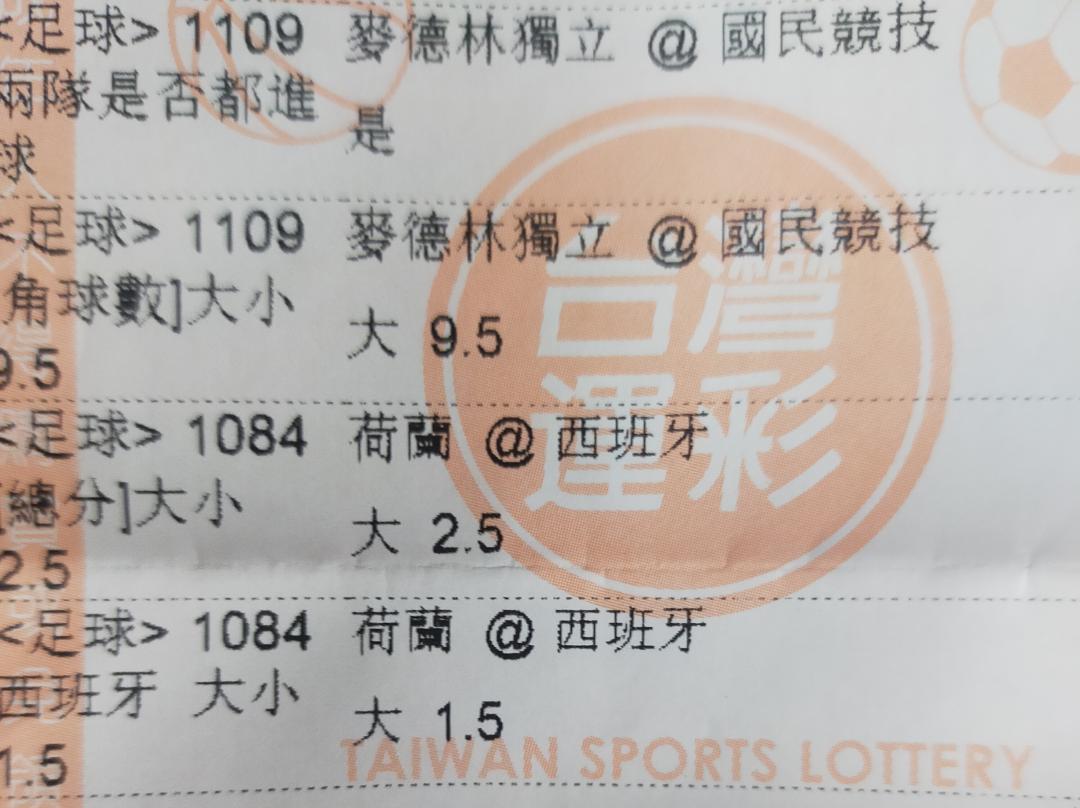 <足球> 1109 麥德林獨立 @ 國民競技
兩隊是否都進 是
球
<足球> 1109 麥德林獨立 @ 國民競技
角球數]大小 大 9.5
9.5
<足球> 1084 荷蘭 @ 西班牙
[總分]大小 大 2.5
2.5
<足球> 1084 荷蘭 @ 西班牙
西班牙 大小 大 1.5
1.5
台灣
運彩
TAIWAN SPORTS LOTTERY